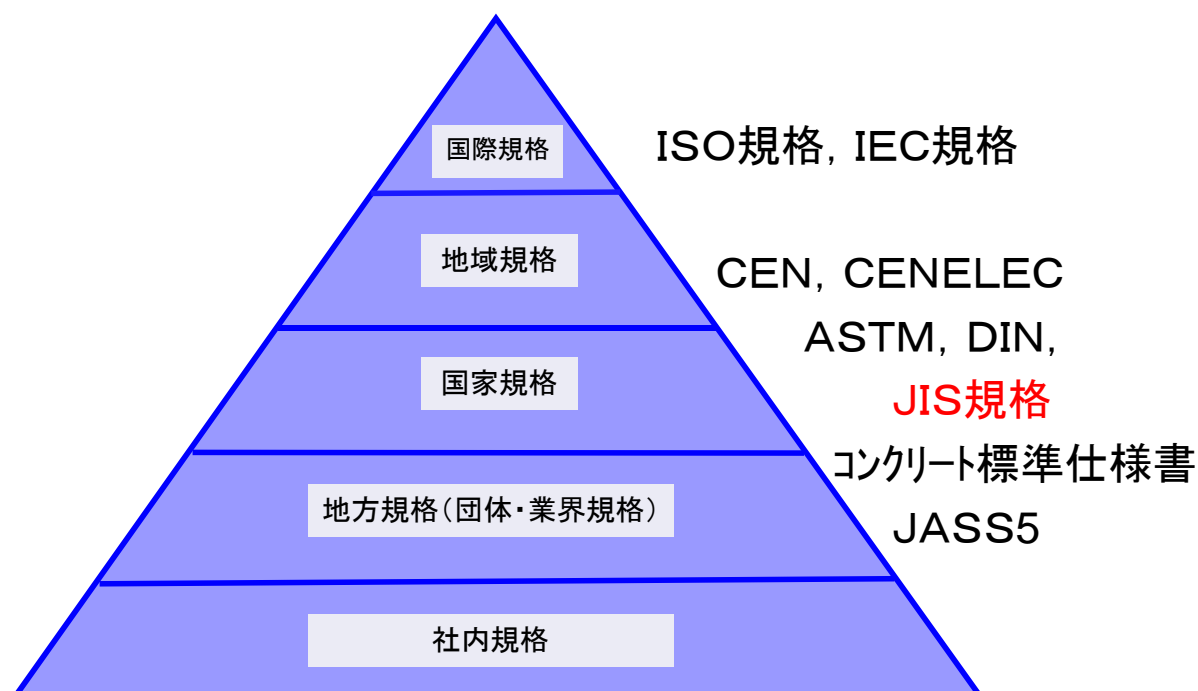 国際規格
ISO規格，IEC規格
地域規格
CEN，CENELEC
ASTM，DIN，
国家規格
JIS規格
コンクリート標準仕様書
地方規格（団体・業界規格）
JASS5
社内規格